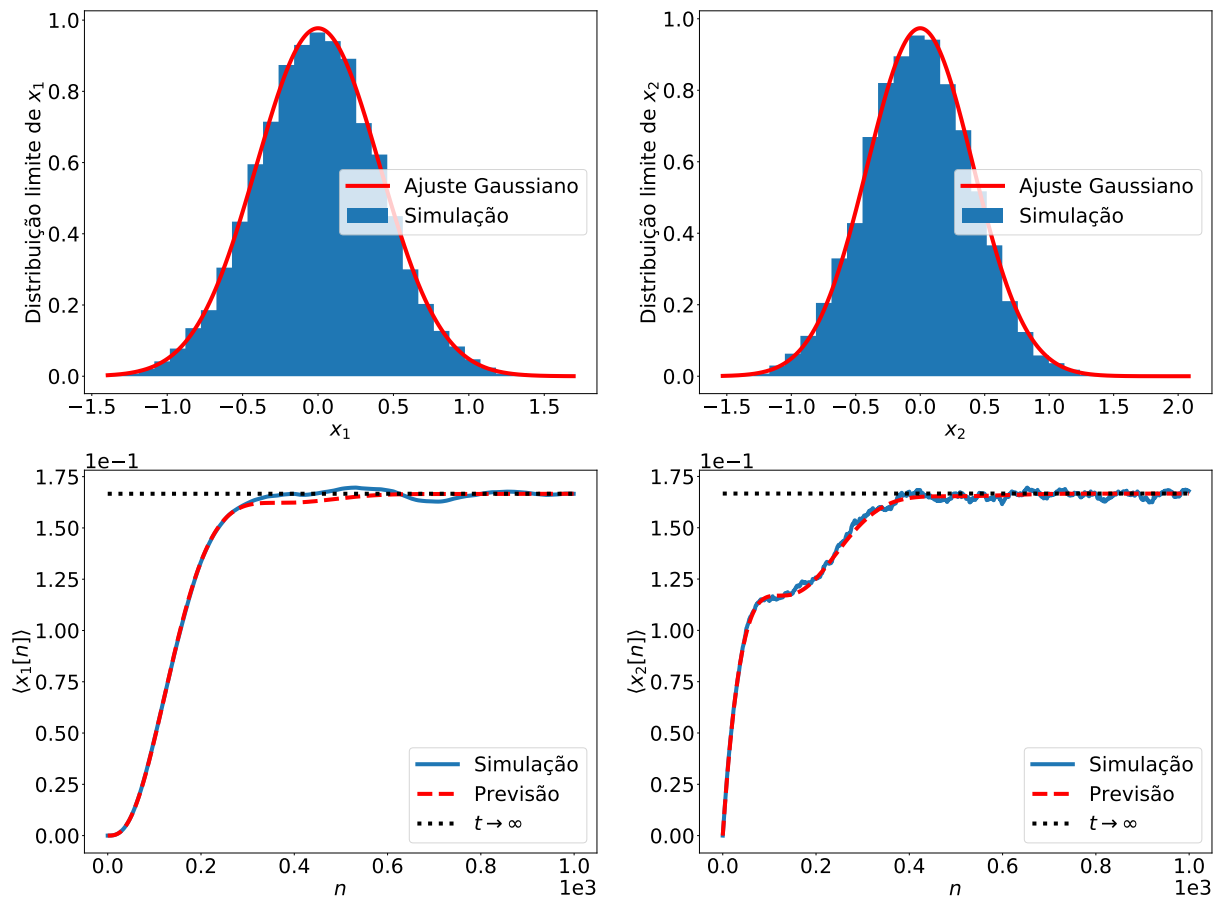 Distribuição limite de x₁
1.0
0.8
0.6
0.4
0.2
0.0
−1.5 −1.0 −0.5 0.0 0.5 1.0 1.5
x₁
Ajuste Gaussiano
Simulação
Distribuição limite de x₂
1.0
0.8
0.6
0.4
0.2
0.0
−1.5 −1.0 −0.5 0.0 0.5 1.0 1.5 2.0
x₂
Ajuste Gaussiano
Simulação
1e−1
⟨x₁[n]⟩
1.75
1.50
1.25
1.00
0.75
0.50
0.25
0.00
0.0 0.2 0.4 0.6 0.8 1.0
1e3
n
Simulação
Previsão
t → ∞
1e−1
⟨x₂[n]⟩
1.75
1.50
1.25
1.00
0.75
0.50
0.25
0.00
0.0 0.2 0.4 0.6 0.8 1.0
1e3
n
Simulação
Previsão
t → ∞